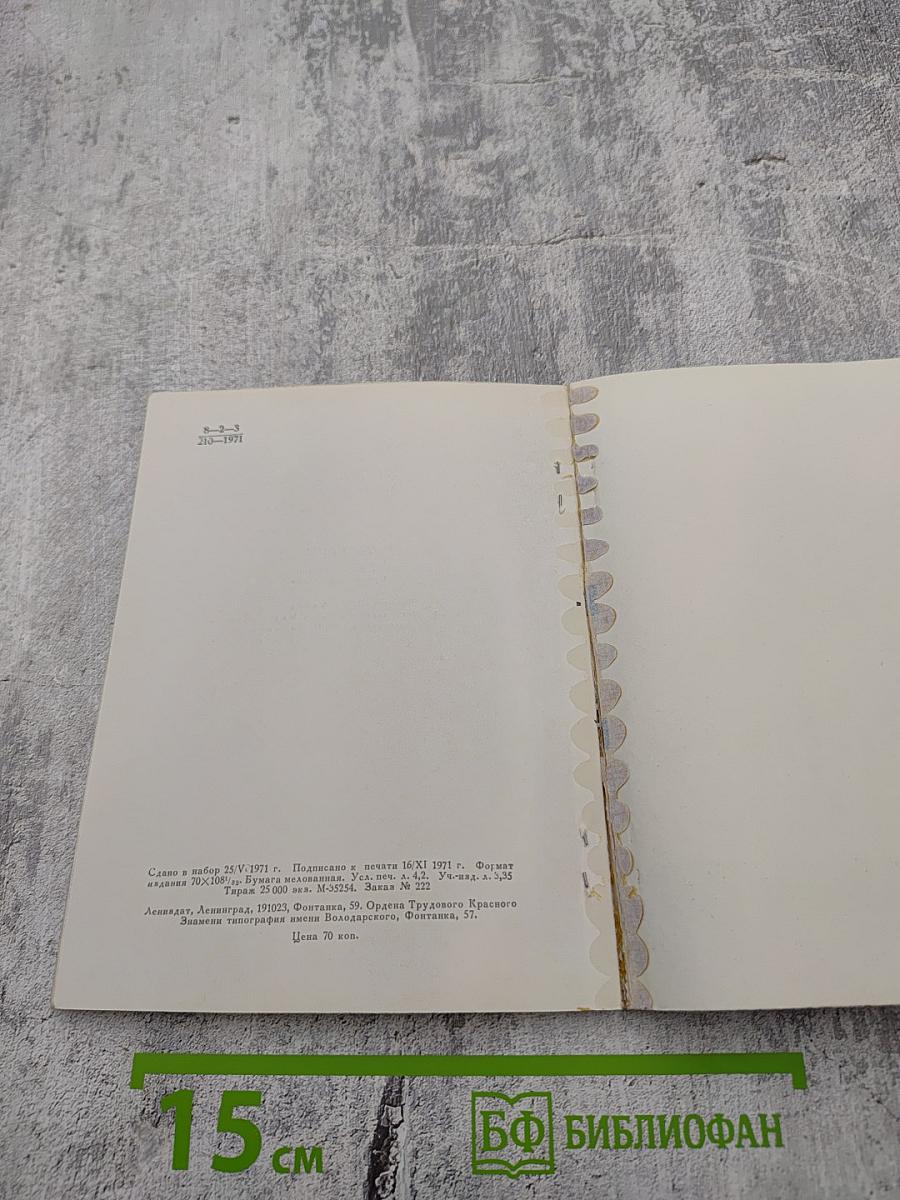 8—2—3
210—1971
Сдано в набор 25/V 1971 г. Подписано к печати 16/XI 1971 г. Формат
издания 70×108¹/₃₂. Бумага мелованная. Усл. печ. л. 4,2. Уч.-изд. л. 3,35
Тираж 25 000 экз. М-35254. Заказ № 222
Лениздат, Ленинград, 191023, Фонтанка, 59. Ордена Трудового Красного
Знамени типография имени Володарского, Фонтанка, 57.
Цена 70 коп.
15 см
БФ БИБЛИОФАН